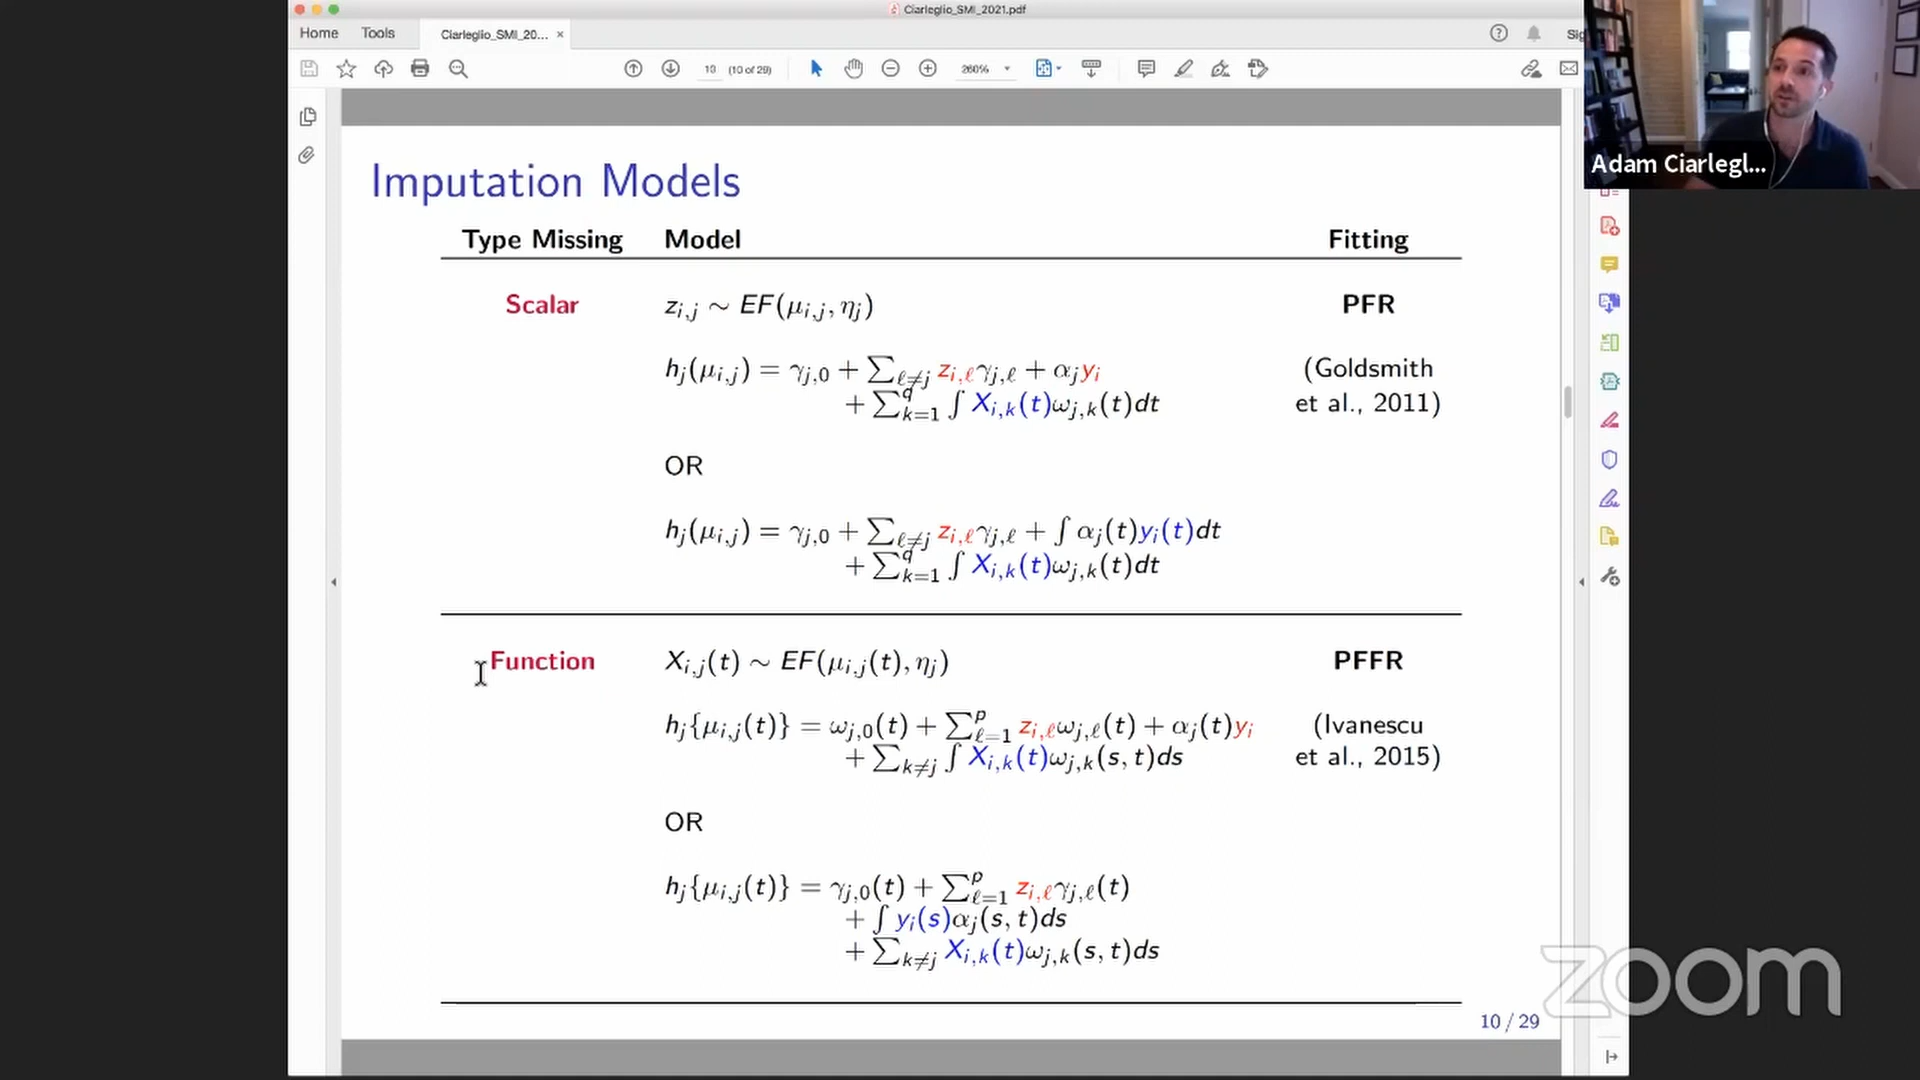 Ciarleglio_SMI_2021.pdf
Home Tools Ciarleglio_SMI_20... × Sig
10 (10 of 29) 260%
Adam Ciarlegl...
Imputation Models
Type Missing Model Fitting
Scalar z_{i,j} ∼ EF(μ_{i,j}, η_j) PFR
h_j(μ_{i,j}) = γ_{j,0} + ∑_{ℓ≠j} z_{i,ℓ}γ_{j,ℓ} + α_j y_i (Goldsmith
+ ∑_{k=1}^{q} ∫ X_{i,k}(t)ω_{j,k}(t)dt et al., 2011)
OR
h_j(μ_{i,j}) = γ_{j,0} + ∑_{ℓ≠j} z_{i,ℓ}γ_{j,ℓ} + ∫ α_j(t)y_i(t)dt
+ ∑_{k=1}^{q} ∫ X_{i,k}(t)ω_{j,k}(t)dt
Function X_{i,j}(t) ∼ EF(μ_{i,j}(t), η_j) PFFR
h_j{μ_{i,j}(t)} = ω_{j,0}(t) + ∑_{ℓ=1}^{p} z_{i,ℓ}ω_{j,ℓ}(t) + α_j(t)y_i (Ivanescu
+ ∑_{k≠j} ∫ X_{i,k}(t)ω_{j,k}(s, t)ds et al., 2015)
OR
h_j{μ_{i,j}(t)} = γ_{j,0}(t) + ∑_{ℓ=1}^{p} z_{i,ℓ}γ_{j,ℓ}(t)
+ ∫ y_i(s)α_j(s, t)ds
+ ∑_{k≠j} X_{i,k}(t)ω_{j,k}(s, t)ds
zoom
10 / 29